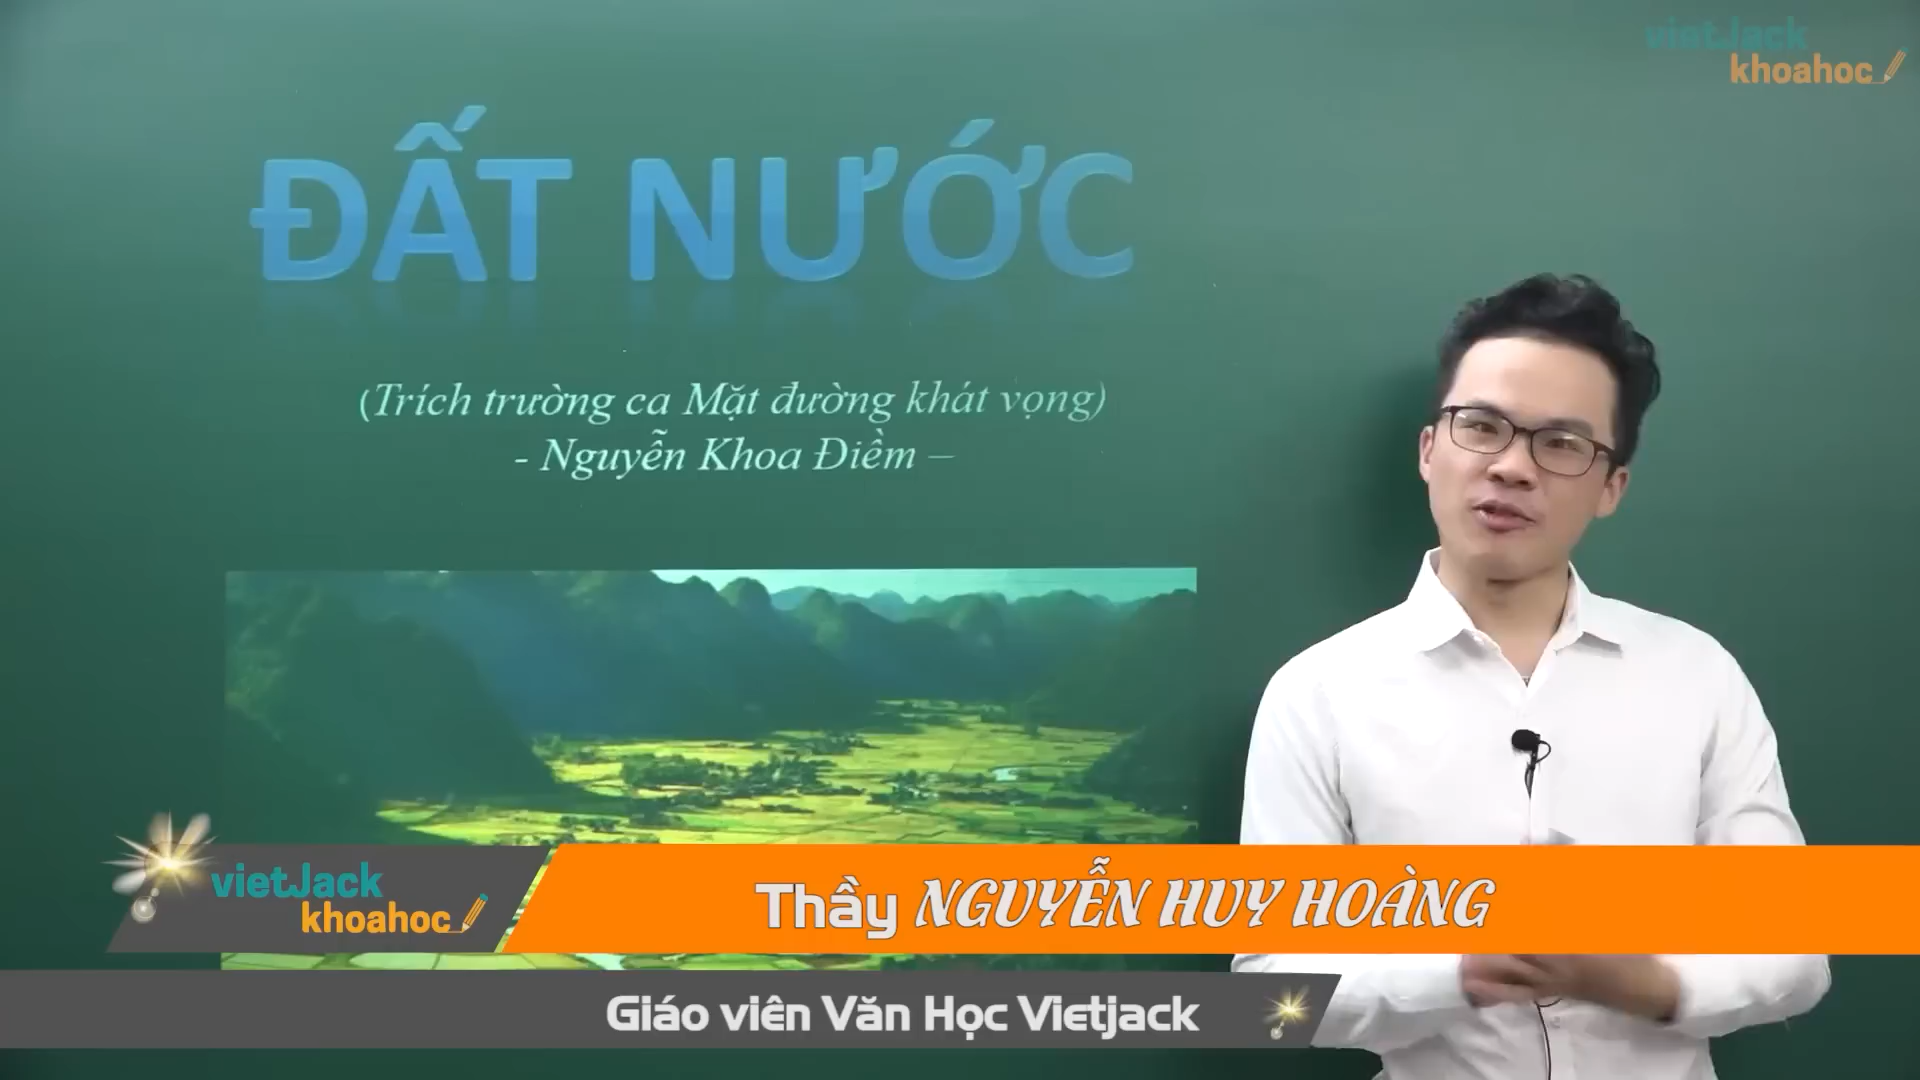 vietJack
khoahoc
ĐẤT NƯỚC
(Trích trường ca Mặt đường khát vọng)
- Nguyễn Khoa Điềm –
vietJack
khoahoc
Thầy NGUYỄN HUY HOÀNG
Giáo viên Văn Học Vietjack